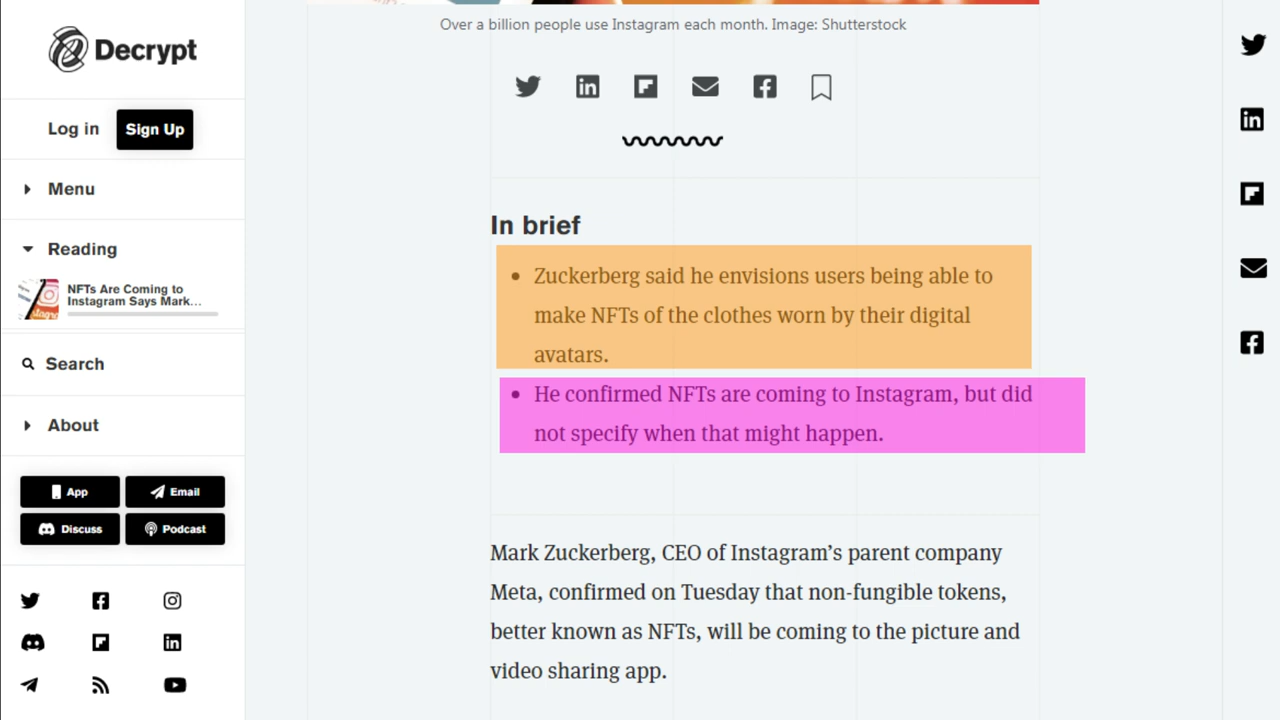 Decrypt
Log in
Sign Up
Menu
Reading
NFTs Are Coming to
Instagram Says Mark...
Search
About
App
Email
Discuss
Podcast
Over a billion people use Instagram each month. Image: Shutterstock
In brief
• Zuckerberg said he envisions users being able to
make NFTs of the clothes worn by their digital
avatars.
• He confirmed NFTs are coming to Instagram, but did
not specify when that might happen.
Mark Zuckerberg, CEO of Instagram’s parent company
Meta, confirmed on Tuesday that non-fungible tokens,
better known as NFTs, will be coming to the picture and
video sharing app.